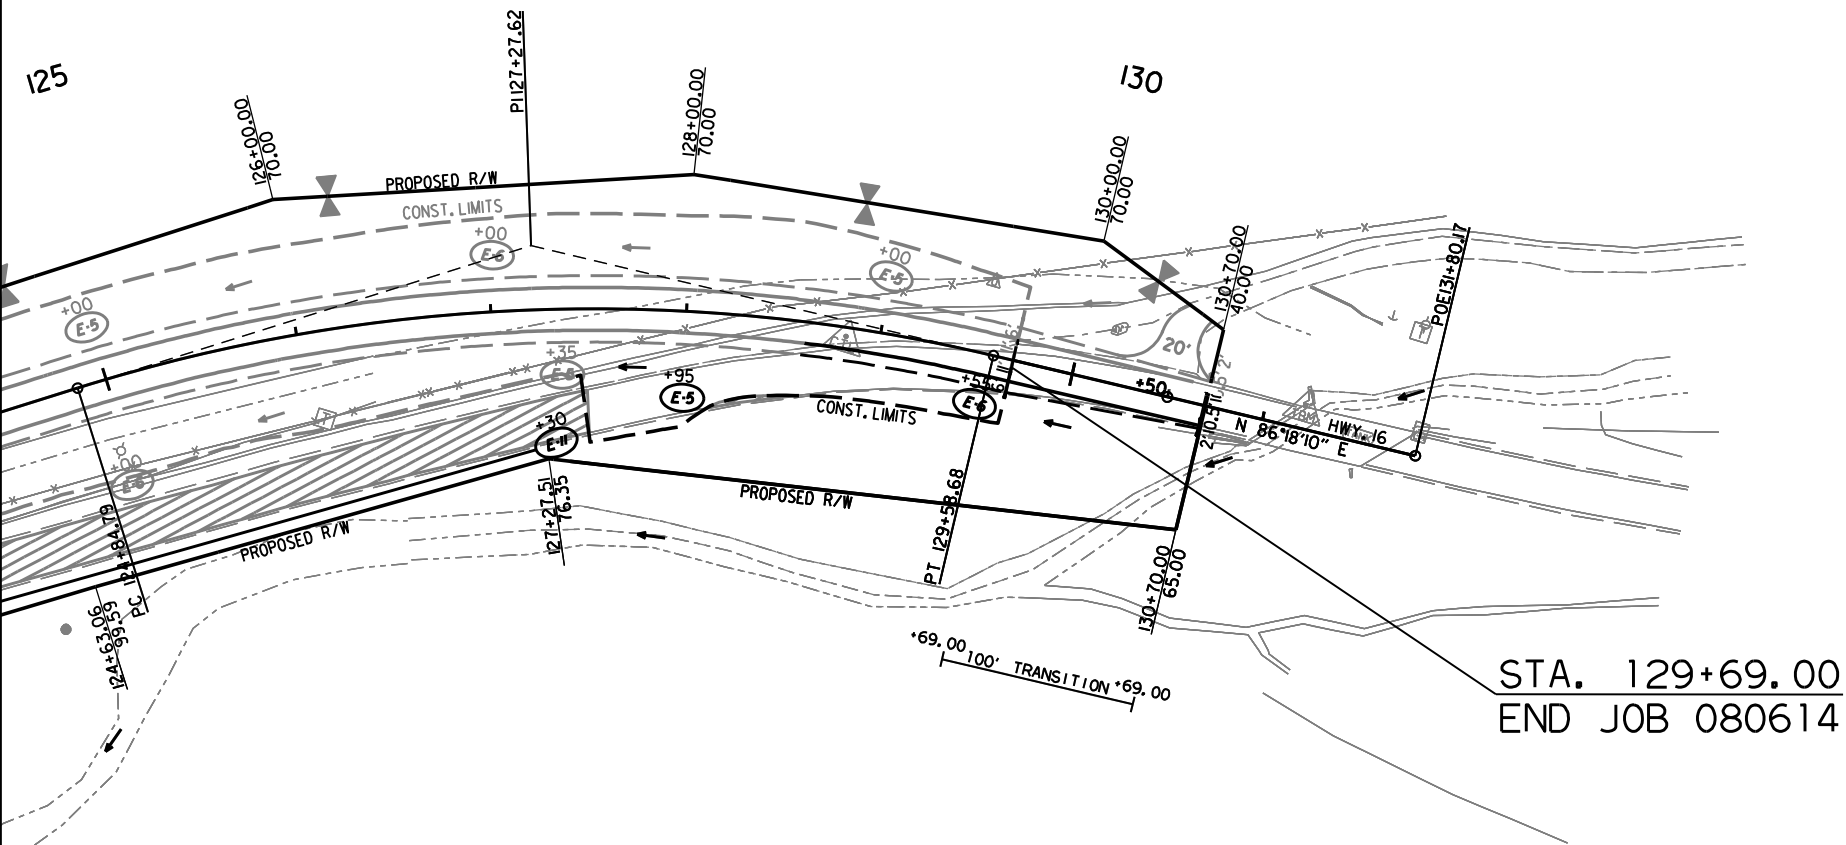 125
126+00.00
70.00
PI 127+27.62
128+00.00
70.00
130
130+00.00
70.00
130+70.00
40.00
POE 131+80.17
PROPOSED R/W
CONST. LIMITS
+00
E-6
+00
E-5
+00
E-5
+35
E-5
+95
E-5
+55
E-6
+50
20'
CONST. LIMITS
+30
E-11
+00
E-6
HWY. 16
N 86°18'10" E
PROPOSED R/W
PROPOSED R/W
127+27.51
76.35
PC 124+84.79
124+63.06
99.59
PT 129+58.68
130+70.00
65.00
+69.00
100' TRANSITION
+69.00
STA. 129+69.00
END JOB 080614